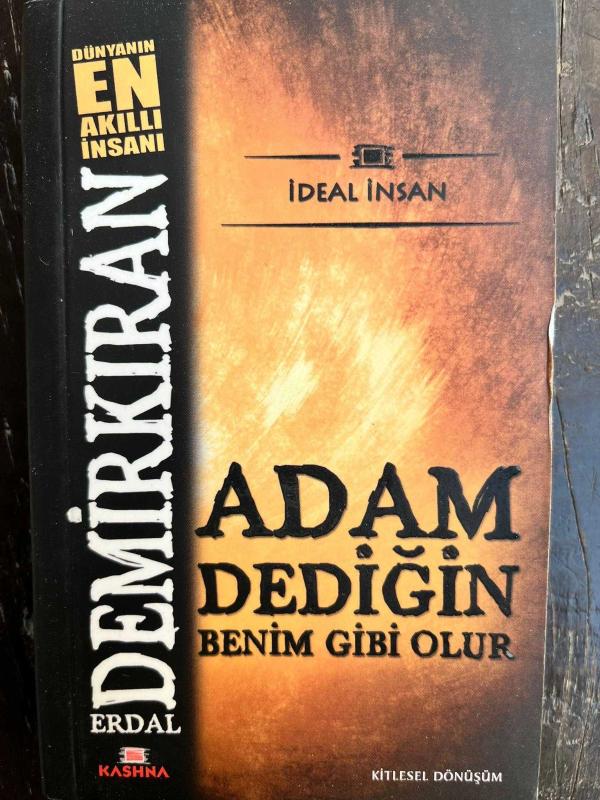 DÜNYANIN
EN
AKILLI
İNSANI
ERDAL
DEMİRKIRAN
KASHNA
İDEAL İNSAN
ADAM
DEDİĞİN
BENİM GİBİ OLUR
KİTLESEL DÖNÜŞÜM